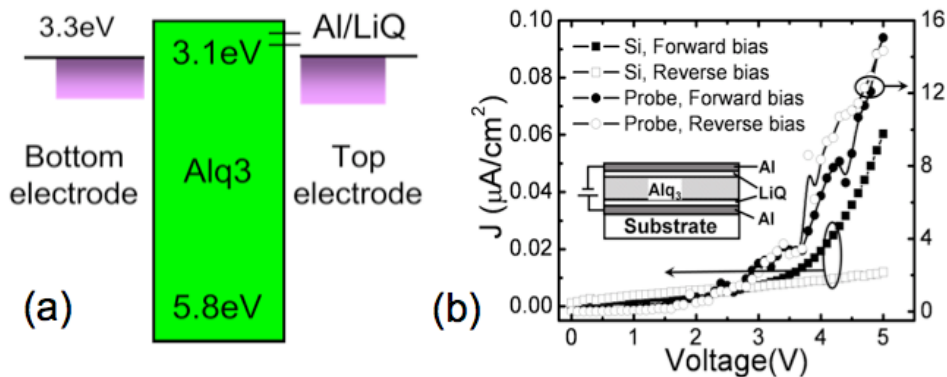 3.3eV
Al/LiQ
3.1eV
Bottom
electrode
Alq3
Top
electrode
5.8eV
(a)
J (μA/cm²)
0.10
0.08
0.06
0.04
0.02
0.00
Si, Forward bias
Si, Reverse bias
Probe, Forward bias
Probe, Reverse bias
Al
Alq₃
LiQ
Al
Substrate
16
12
8
4
0
0 1 2 3 4 5
Voltage(V)
(b)